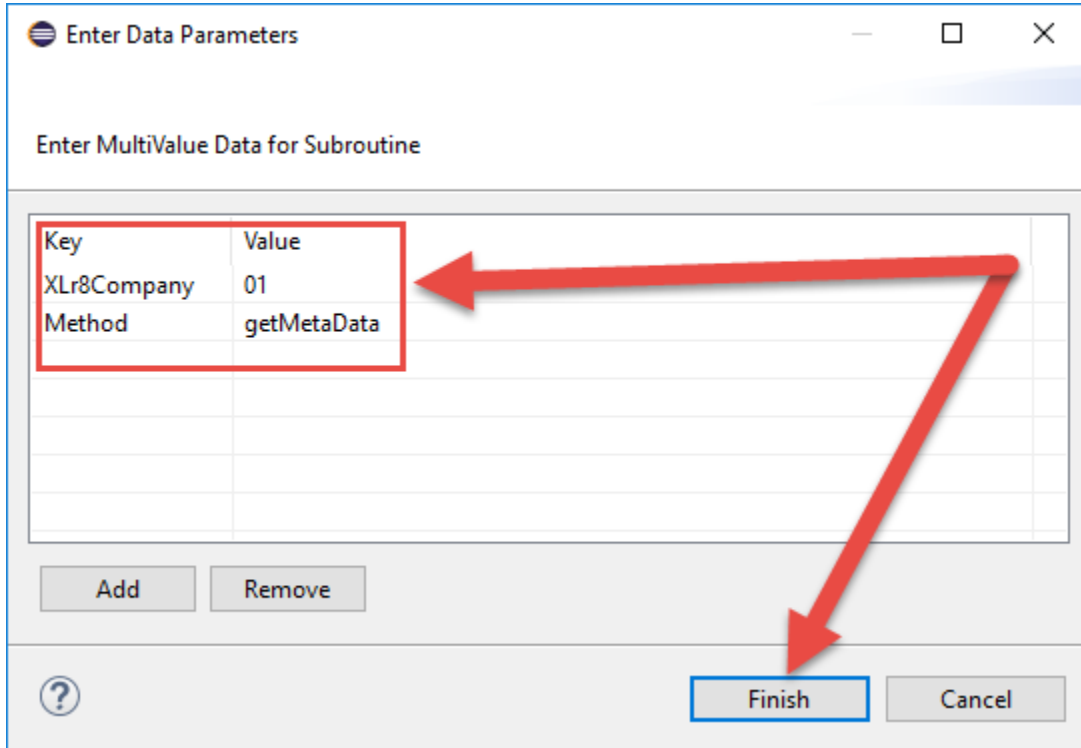 Enter Data Parameters
Enter MultiValue Data for Subroutine
Key Value
XLr8Company 01
Method getMetaData
Add Remove
? Finish Cancel